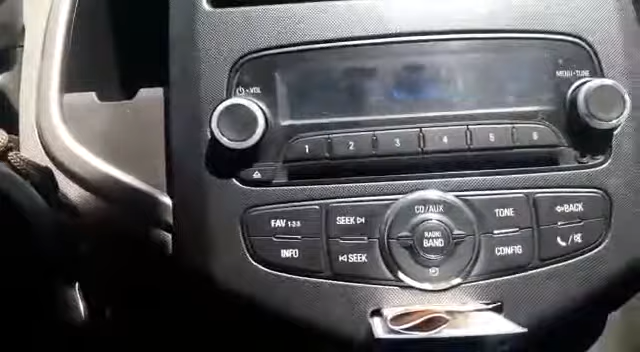 VOL
MENU•TUNE
1 2 3 4 5 6
FAV 1-2-3
SEEK
CD/AUX
TONE
BACK
INFO
SEEK
RADIO
BAND
CONFIG